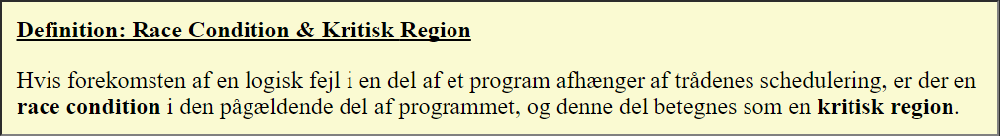 Definition: Race Condition & Kritisk Region
Hvis forekomsten af en logisk fejl i en del af et program afhænger af trådenes schedulering, er der en
race condition i den pågældende del af programmet, og denne del betegnes som en kritisk region.